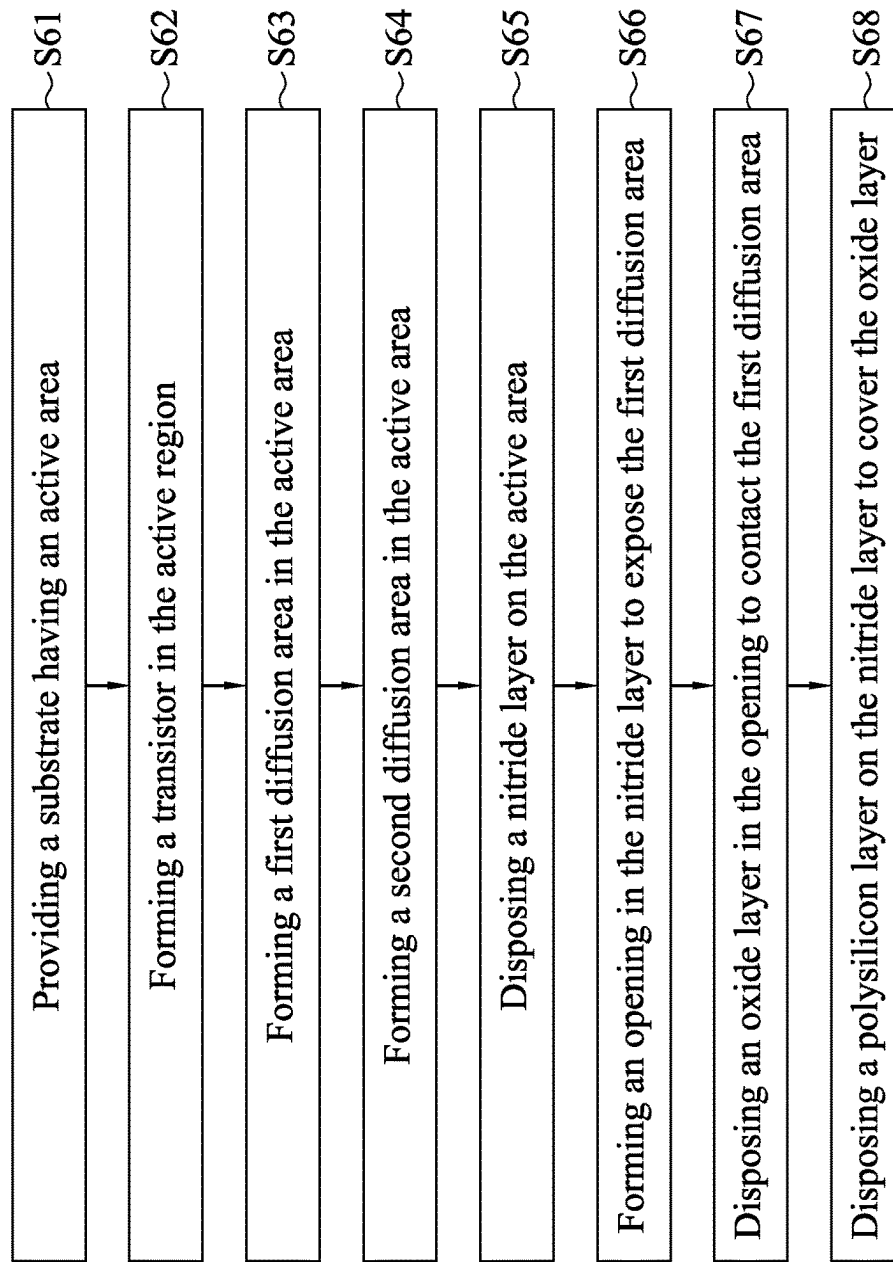 Providing a substrate having an active area S61
Forming a transistor in the active region S62
Forming a first diffusion area in the active area S63
Forming a second diffusion area in the active area S64
Disposing a nitride layer on the active area S65
Forming an opening in the nitride layer to expose the first diffusion area S66
Disposing an oxide layer in the opening to contact the first diffusion area S67
Disposing a polysilicon layer on the nitride layer to cover the oxide layer S68